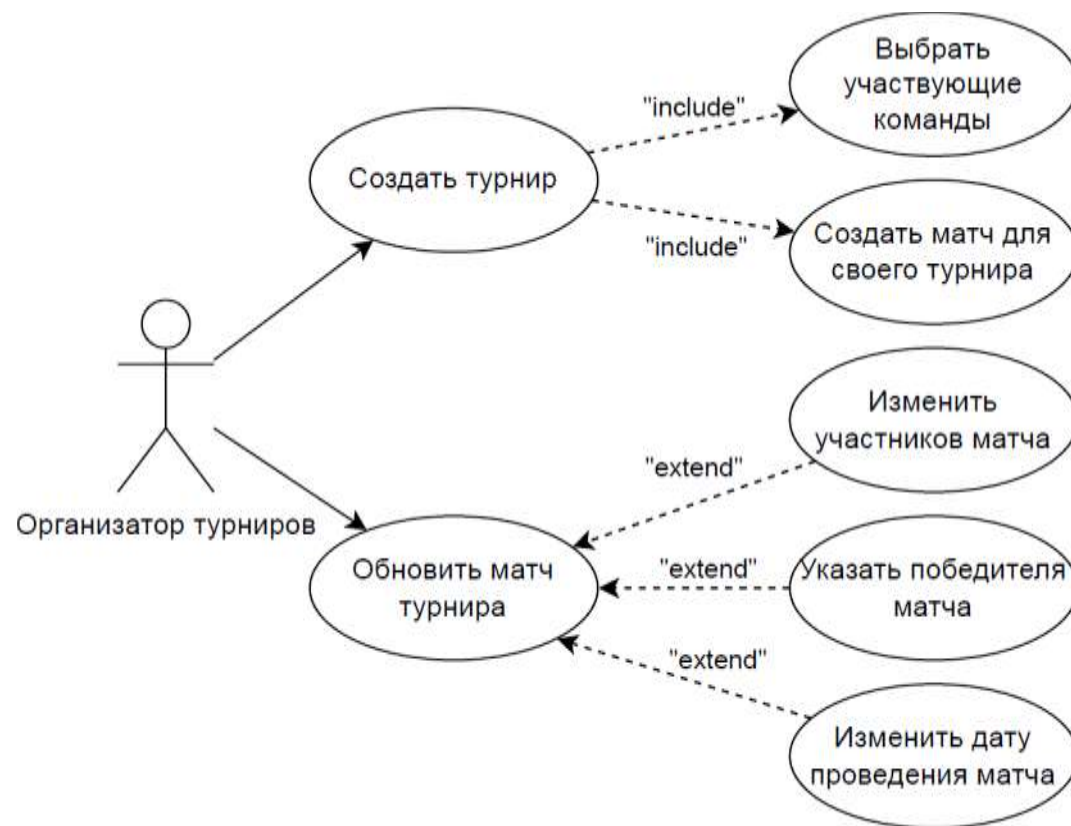 Выбрать
участвующие
команды
"include"
Создать турнир
"include"
Создать матч для
своего турнира
Изменить
участников матча
"extend"
Организатор турниров
Обновить матч
турнира
"extend"
Указать победителя
матча
"extend"
Изменить дату
проведения матча